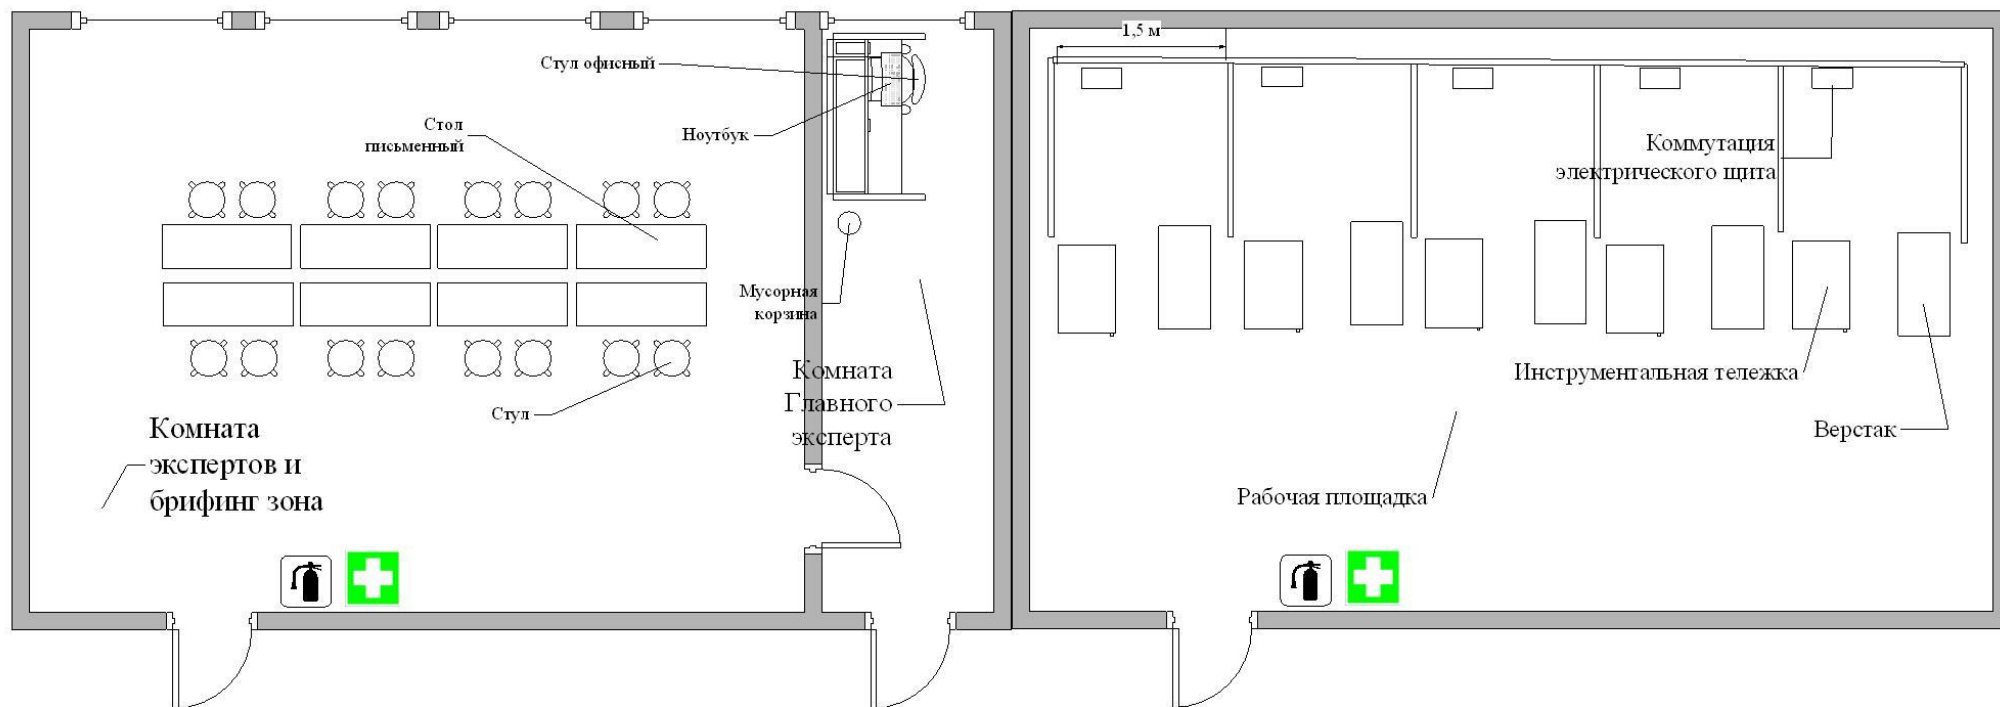 1,5 м
Стул офисный
Стол
письменный
Ноутбук
Коммутация
электрического щита
Мусорная
корзина
Комната
Главного
эксперта
Инструментальная тележка
Стул
Верстак
Комната
экспертов и
брифинг зона
Рабочая площадка